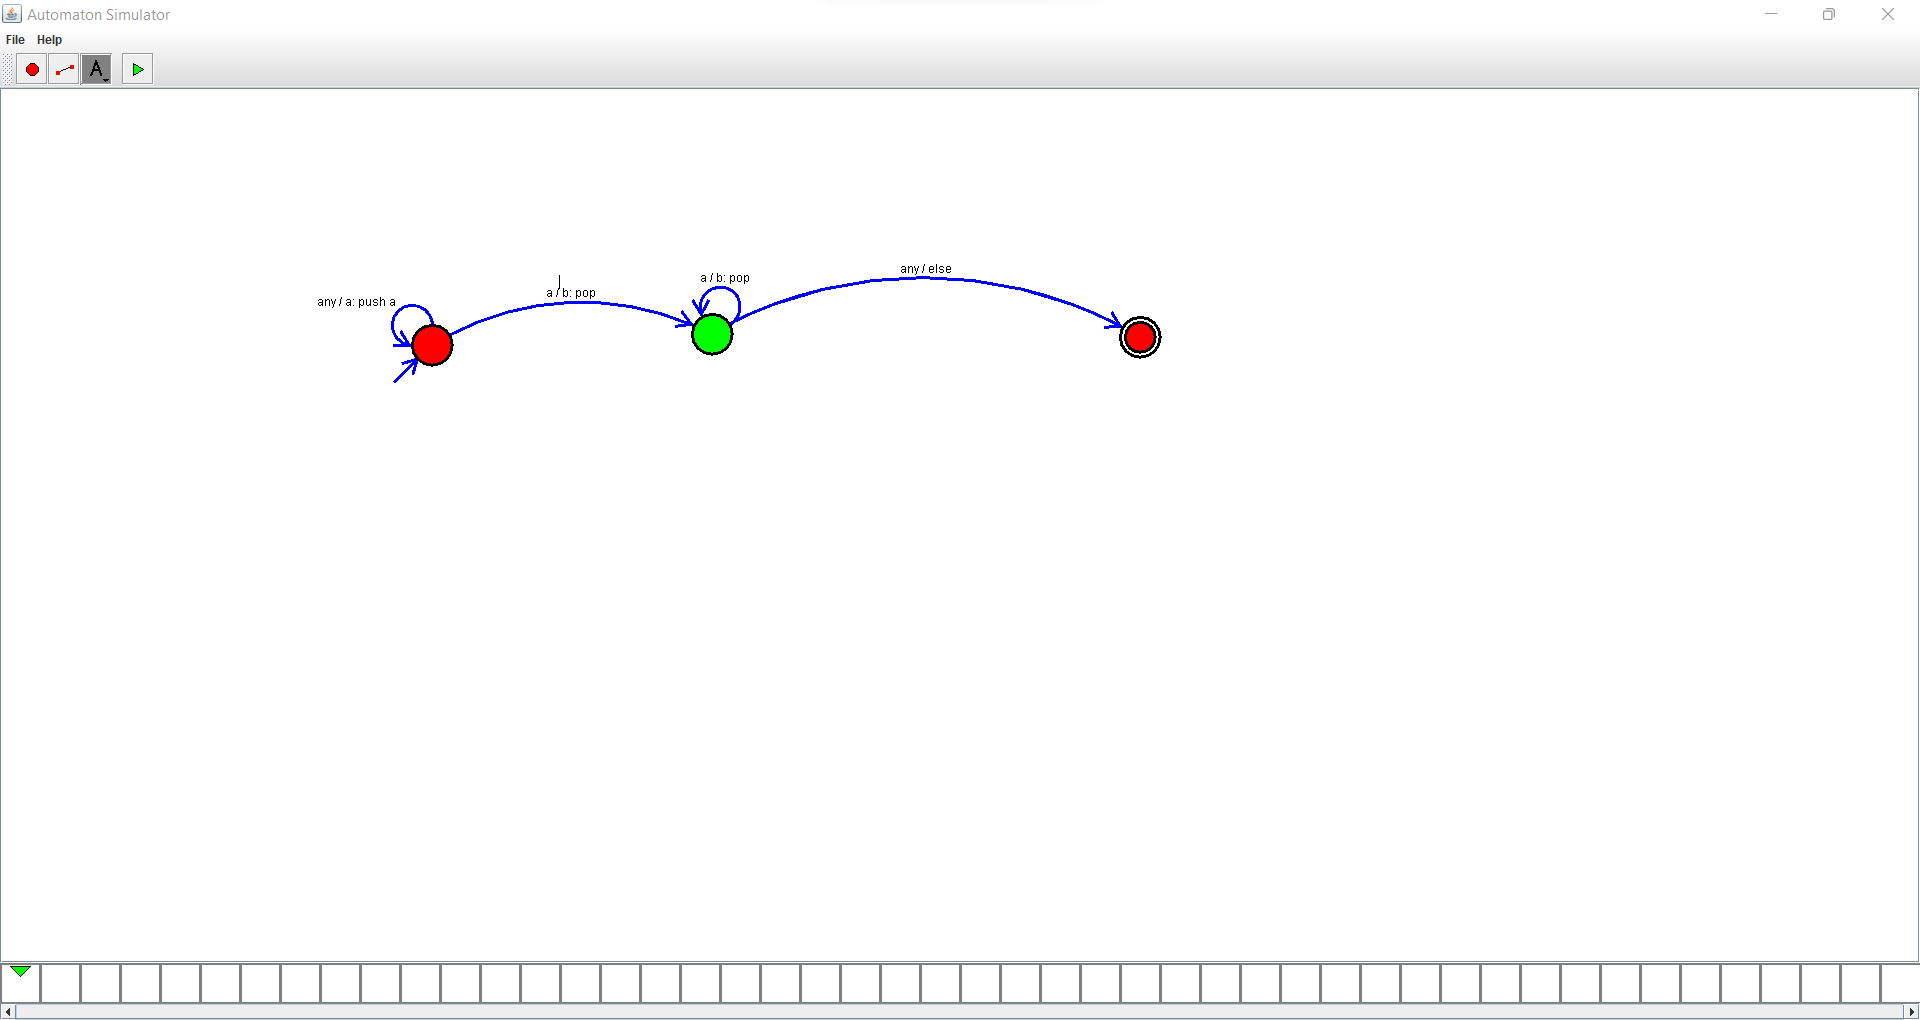 Automaton Simulator
File Help
A
any / else
a / b: pop
a / b: pop
any / a: push a